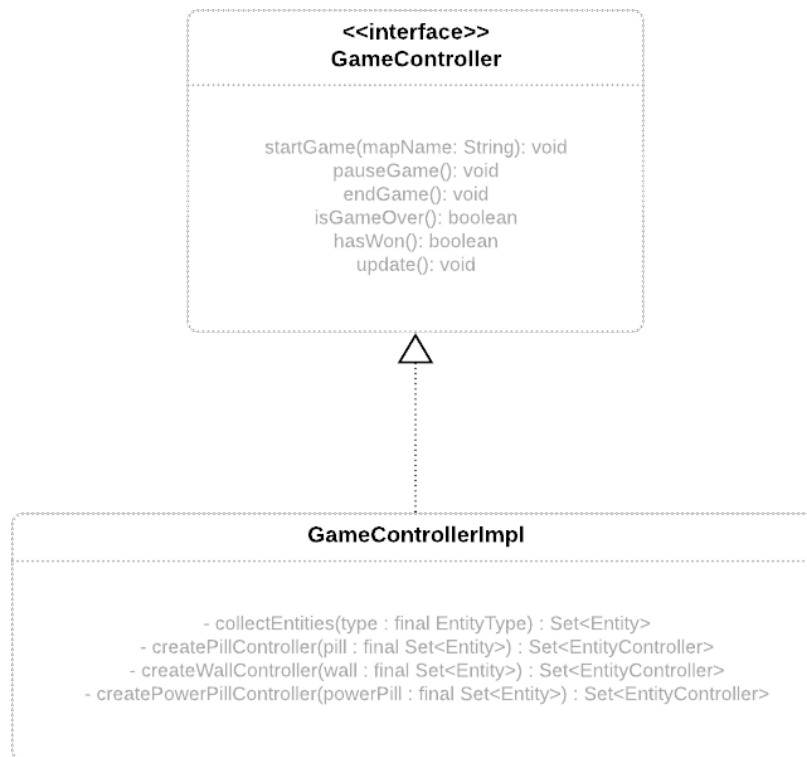 <<interface>>
GameController
startGame(mapName: String): void
pauseGame(): void
endGame(): void
isGameOver(): boolean
hasWon(): boolean
update(): void
GameControllerImpl
- collectEntities(type : final EntityType) : Set<Entity>
- createPillController(pill : final Set<Entity>) : Set<EntityController>
- createWallController(wall : final Set<Entity>) : Set<EntityController>
- createPowerPillController(powerPill : final Set<Entity>) : Set<EntityController>